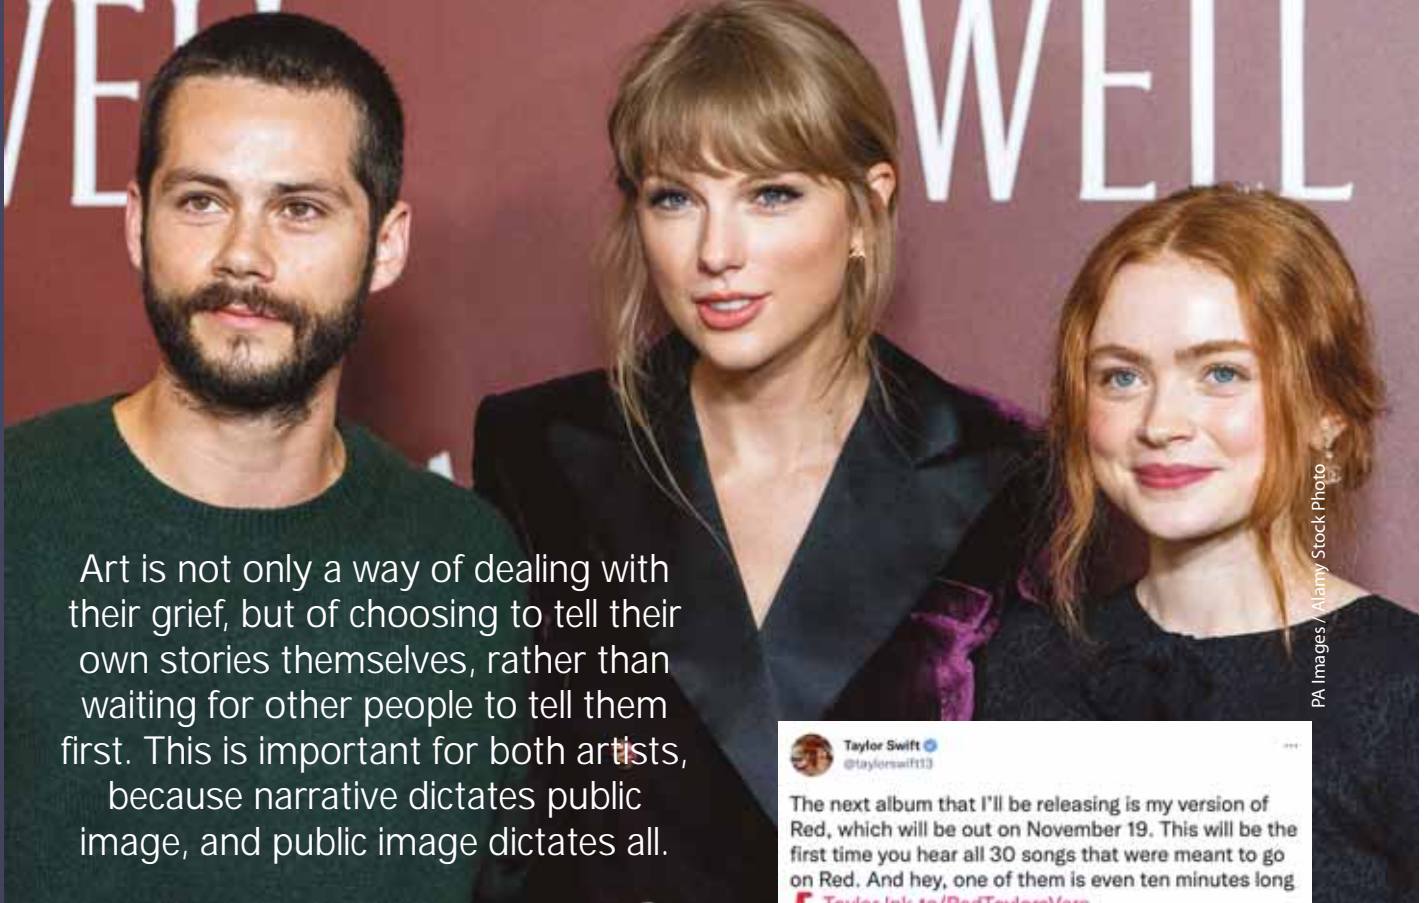 WELL
Art is not only a way of dealing with
their grief, but of choosing to tell their
own stories themselves, rather than
waiting for other people to tell them
first. This is important for both artists,
because narrative dictates public
image, and public image dictates all.
PA Images / Alamy Stock Photo
Taylor Swift
@taylorswift13
The next album that I'll be releasing is my version of
Red, which will be out on November 19. This will be the
first time you hear all 30 songs that were meant to go
on Red. And hey, one of them is even ten minutes long